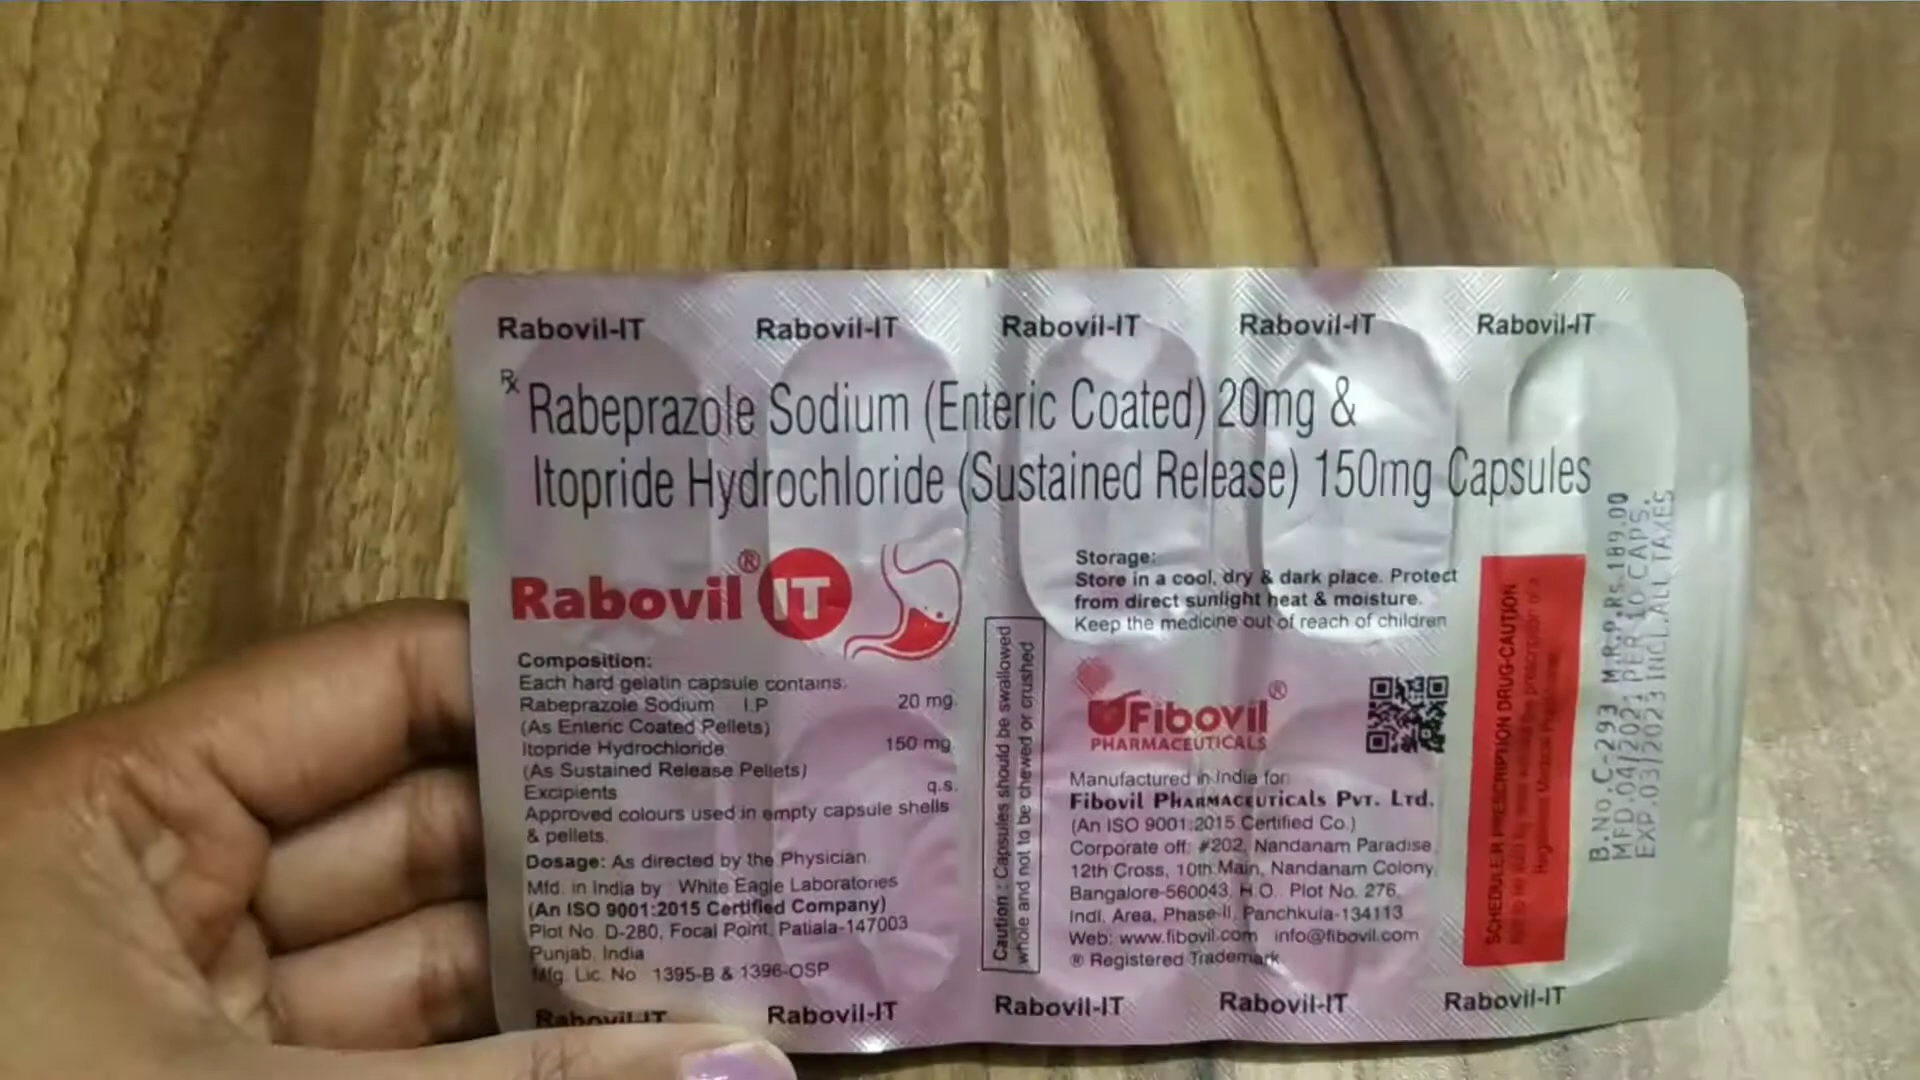 Rabovil-IT Rabovil-IT Rabovil-IT Rabovil-IT Rabovil-IT
Rx Rabeprazole Sodium (Enteric Coated) 20mg &
Itopride Hydrochloride (Sustained Release) 150mg Capsules
Rabovil® IT
Composition:
Each hard gelatin capsule contains:
Rabeprazole Sodium I.P 20 mg.
(As Enteric Coated Pellets)
Itopride Hydrochloride 150 mg
(As Sustained Release Pellets)
Excipients q.s.
Approved colours used in empty capsule shells
& pellets.
Dosage: As directed by the Physician.
Mfd. in India by : White Eagle Laboratories
(An ISO 9001:2015 Certified Company)
Plot No. D-280, Focal Point, Patiala-147003
Punjab, India
Mfg. Lic. No 1395-B & 1396-OSP
Caution : Capsules should be swallowed
whole and not to be chewed or crushed
Storage:
Store in a cool, dry & dark place. Protect
from direct sunlight heat & moisture.
Keep the medicine out of reach of children
Fibovil®
PHARMACEUTICALS
Manufactured in India for:
Fibovil PHARMACEUTICALS PVT. LTD.
(An ISO 9001:2015 Certified Co.)
Corporate off: #202, Nandanam Paradise,
12th Cross, 10th Main, Nandanam Colony,
Bangalore-560043, H.O. Plot No. 276,
Indl. Area, Phase-II, Panchkula-134113
Web: www.fibovil.com info@fibovil.com
® Registered Trademark
PRESCRIPTION DRUG-CAUTION
Registered Medical
B.No.C-293 M.R.P.Rs.189.00
MFD.04/2021 PER 10 CAPS.
EXP.03/2023 INCL.ALL TAXES
Rabovil-IT Rabovil-IT Rabovil-IT Rabovil-IT Rabovil-IT